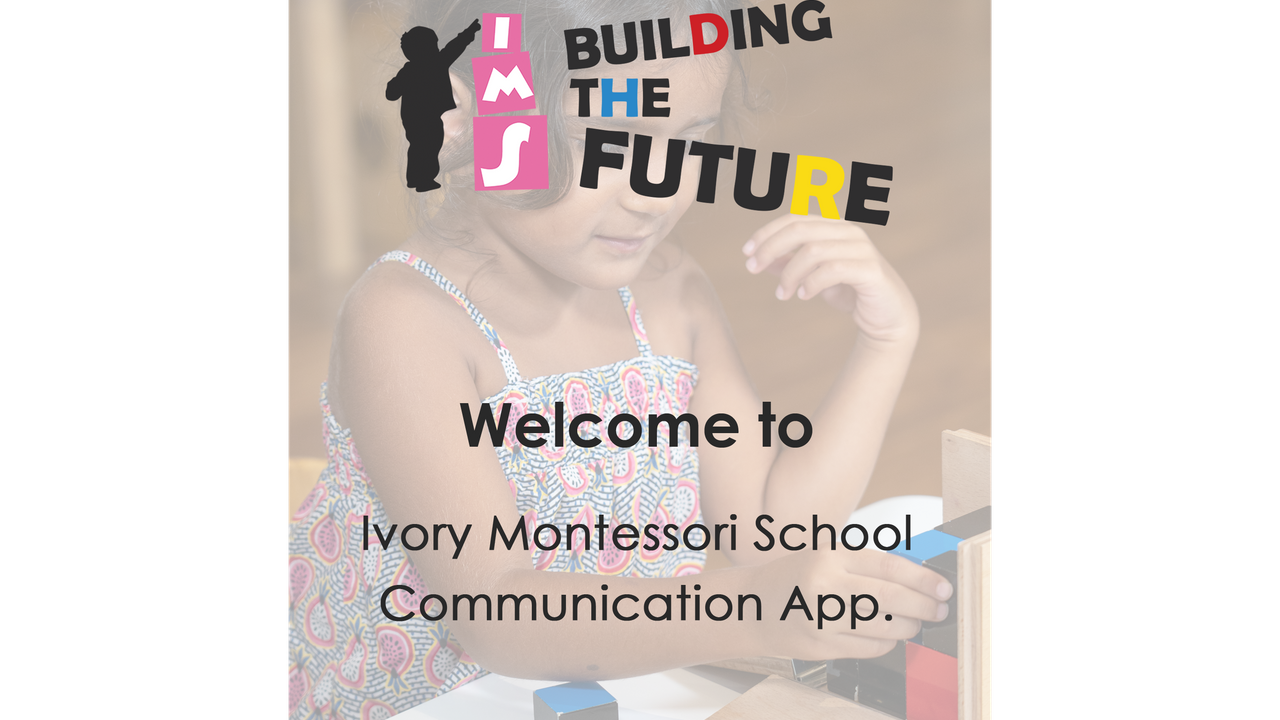 I
M
S
BUILDING
THE
FUTURE
Welcome to
Ivory Montessori School
Communication App.